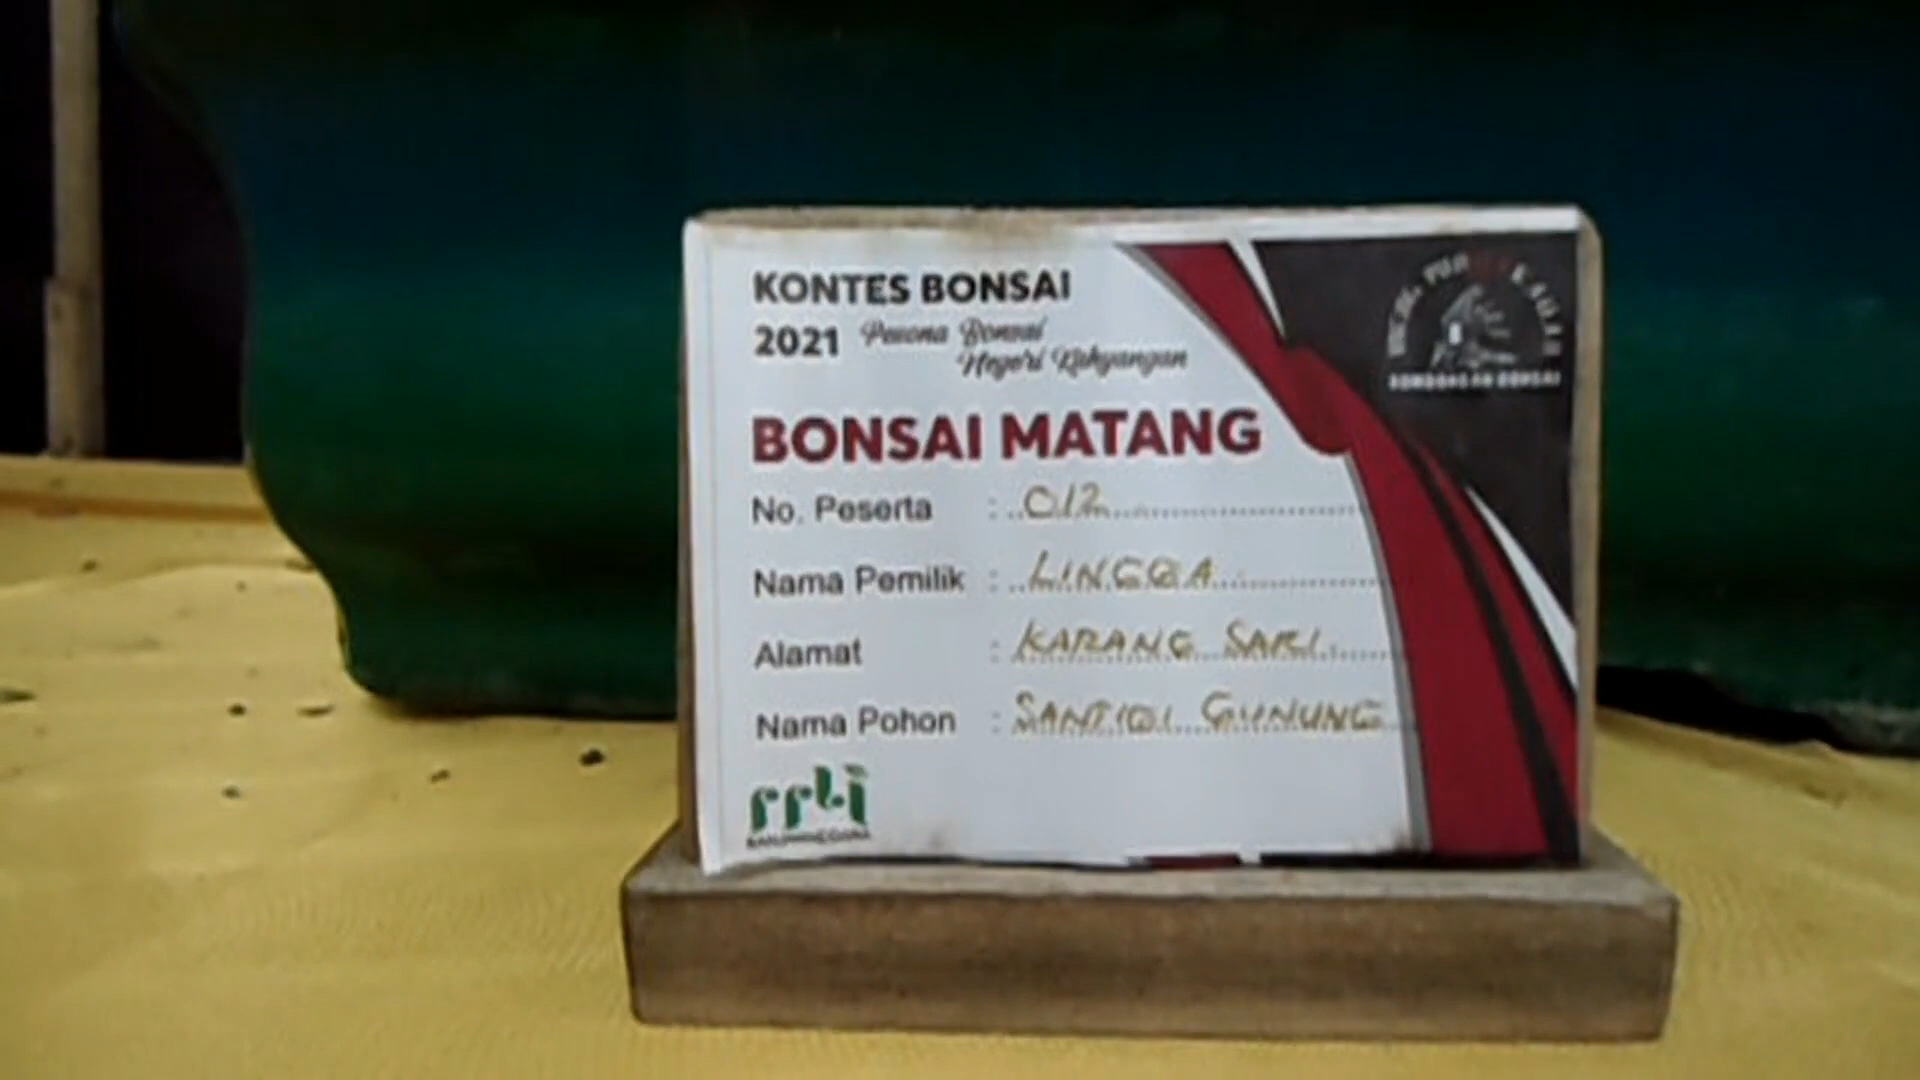 KONTES BONSAI
2021 Pesona Bonsai
Negeri Kahyangan
BONSAI MATANG
No. Peserta : 012
Nama Pemilik : LINGGA
Alamat : KARANG SARI
Nama Pohon : SANTIGI GUNUNG
BANJARNEGARA